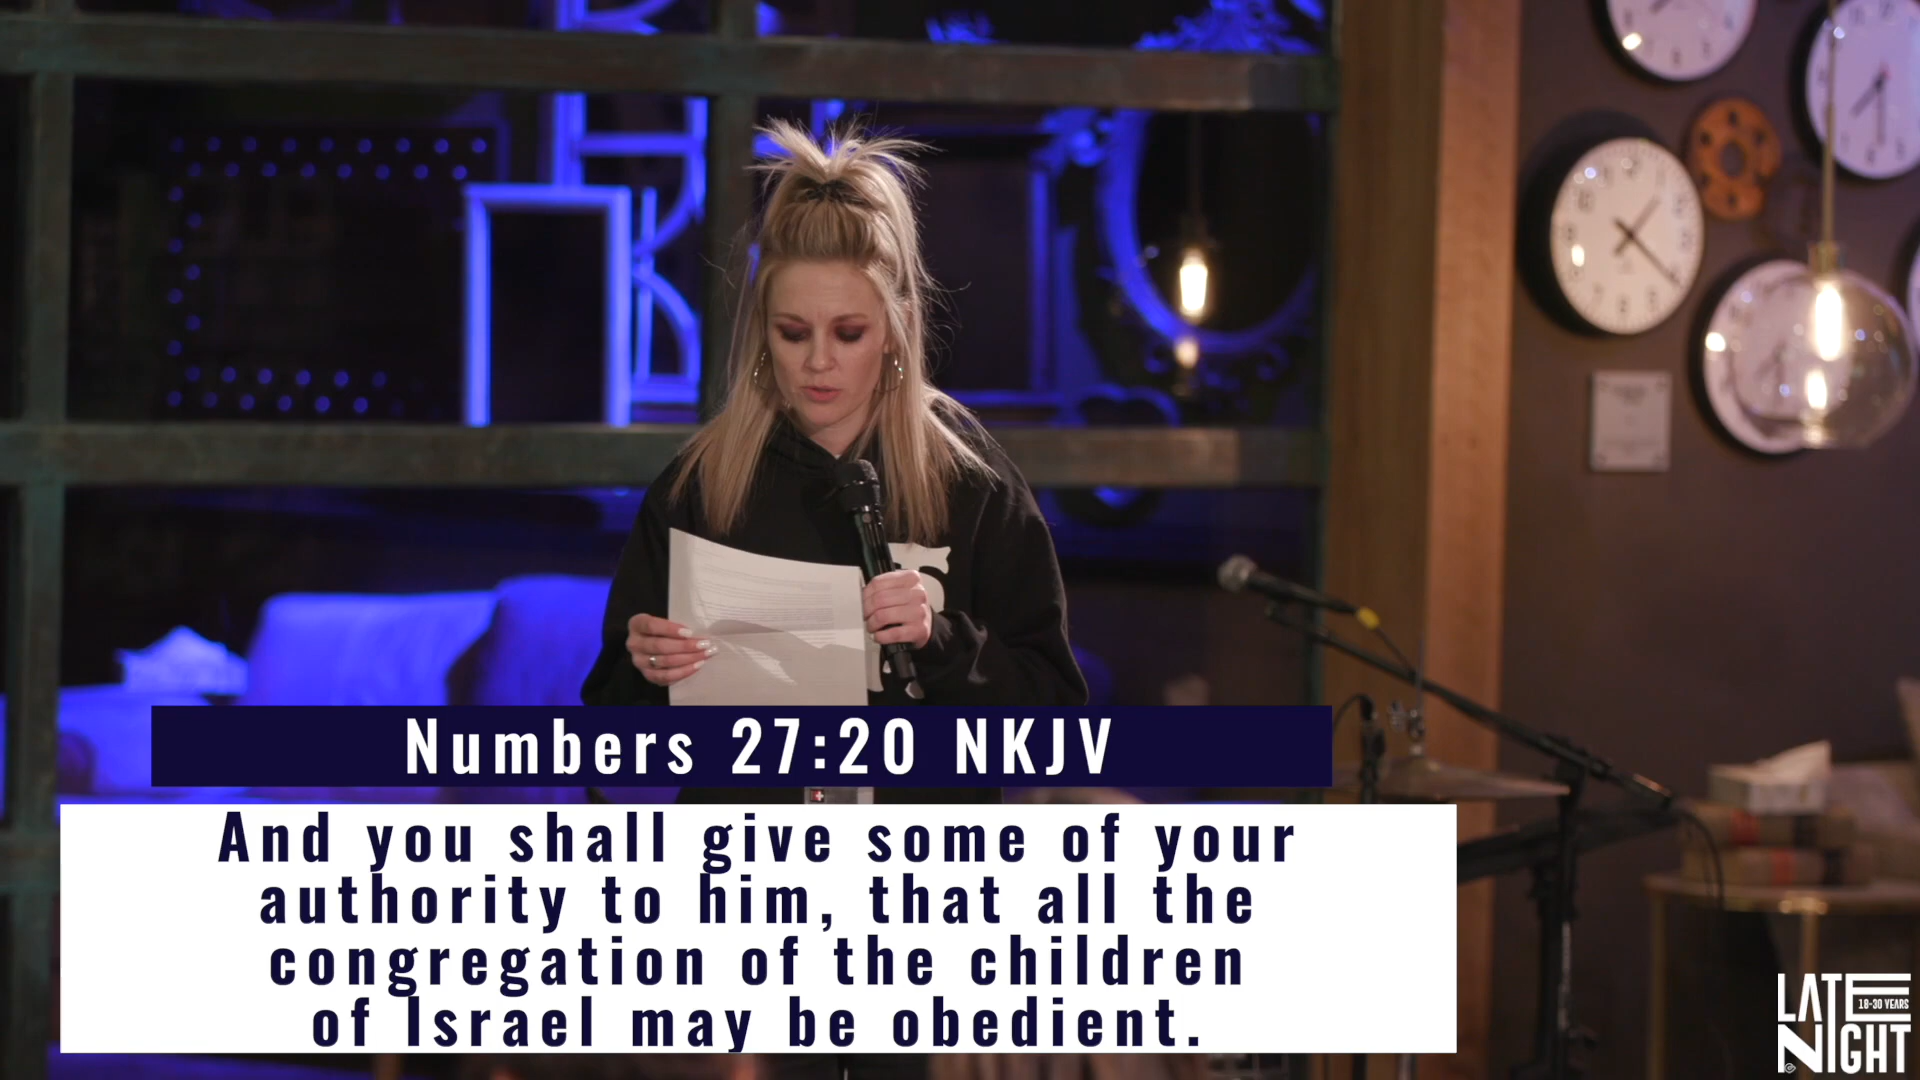 Numbers 27:20 NKJV
And you shall give some of your
authority to him, that all the
congregation of the children
of Israel may be obedient.
LATE
18-30 YEARS
NIGHT